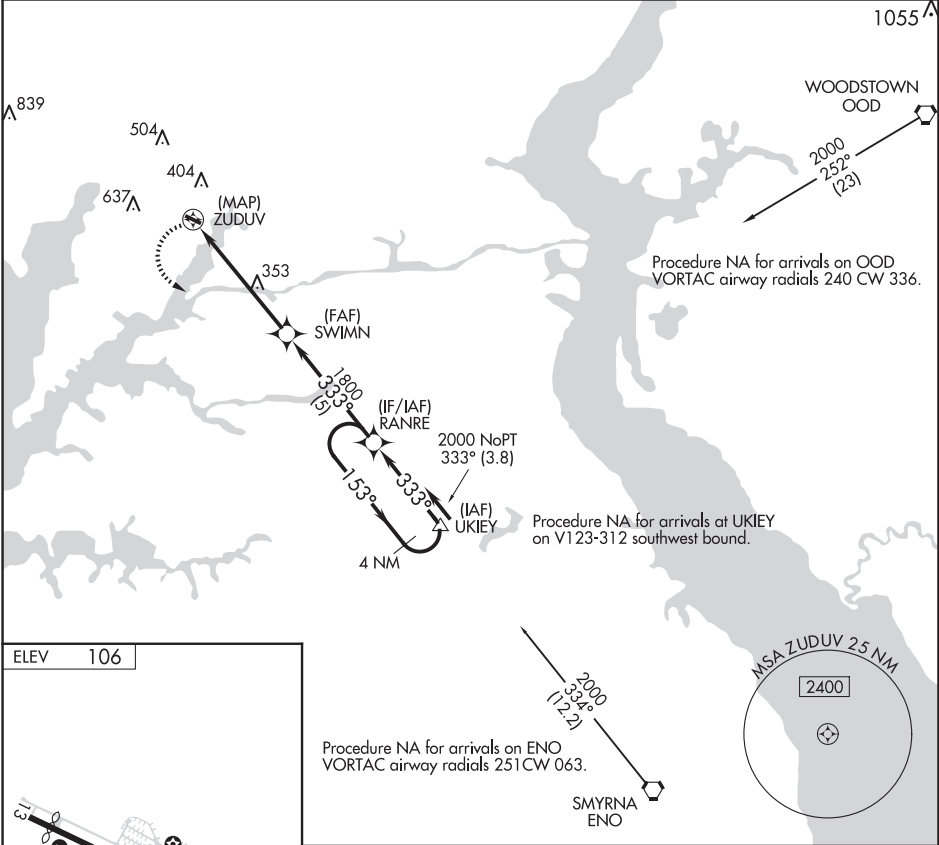 1055
WOODSTOWN
OOD
839
504
2000
252°
(23)
404
637
(MAP)
ZUDUV
Procedure NA for arrivals on OOD
VORTAC airway radials 240 CW 336.
353
(FAF)
SWIMN
1800
333°
(5)
(IF/IAF)
RANRE
2000 NoPT
333° (3.8)
153°
333°
(IAF)
UKIEY
Procedure NA for arrivals at UKIEY
on V123-312 southwest bound.
4 NM
ELEV 106
MSA ZUDUV 25 NM
2400
2000
334°
(12.2)
Procedure NA for arrivals on ENO
VORTAC airway radials 251CW 063.
SMYRNA
ENO
13